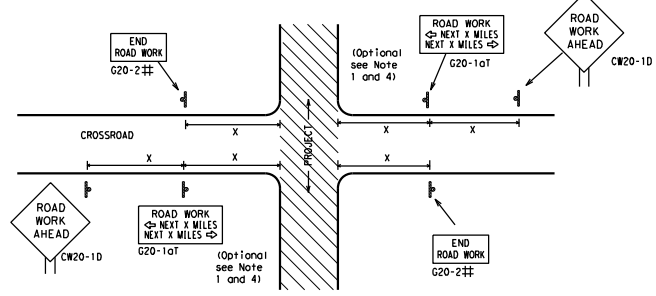 END
ROAD WORK
G20-2#
ROAD WORK
⇦ NEXT X MILES
NEXT X MILES ⇨
G20-1aT
(Optional
see Note
1 and 4)
ROAD
WORK
AHEAD
CW20-1D
CROSSROAD
X
X
X
PROJECT
X
X
X
ROAD
WORK
AHEAD
CW20-1D
ROAD WORK
⇦ NEXT X MILES
NEXT X MILES ⇨
G20-1aT
(Optional
see Note
1 and 4)
END
ROAD WORK
G20-2#